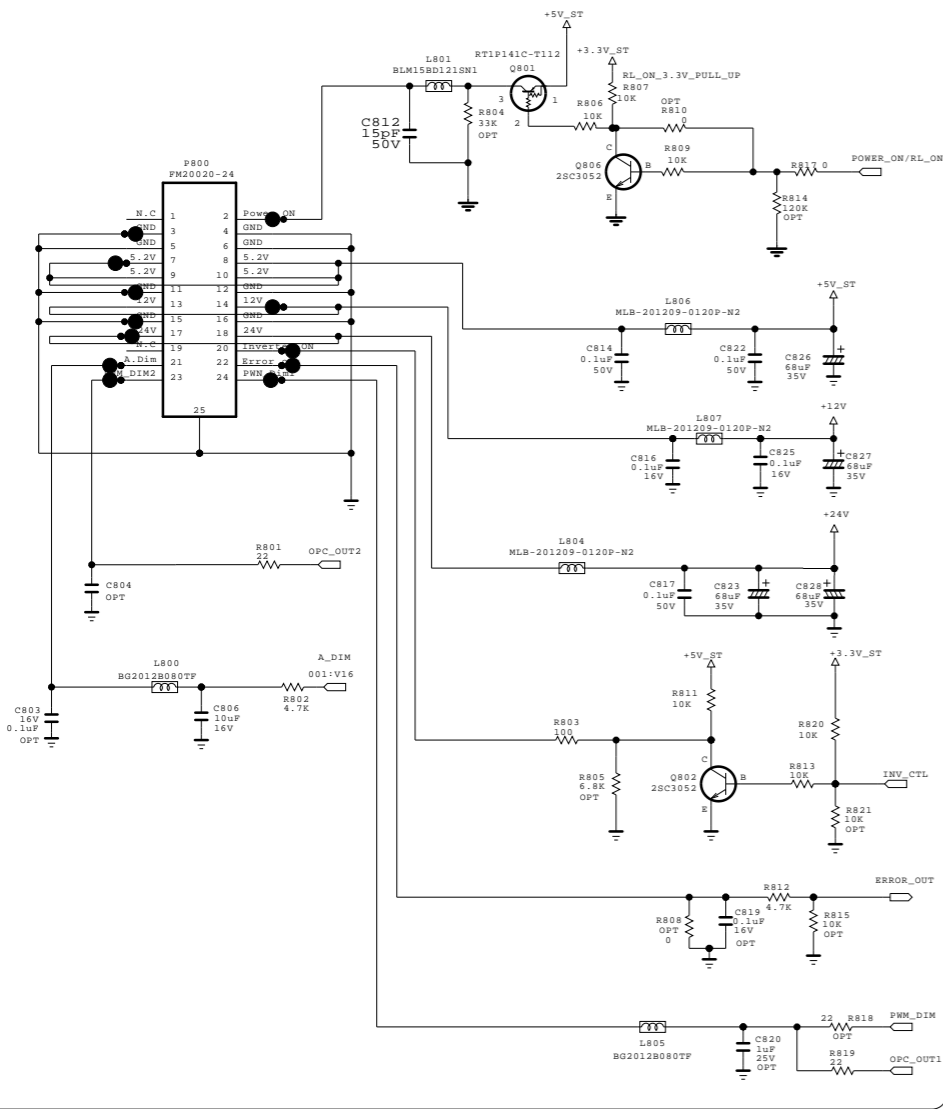 +5V_ST
L801
BLM15BD121SN1
RT1P141C-T112
Q801
+3.3V_ST
RL_ON_3.3V_PULL_UP
R807
10K
3
1
2
R804
33K
OPT
C812
15pF
50V
R806
10K
OPT
R810
0
R809
10K
C
B
E
Q806
2SC3052
R817 0
POWER_ON/RL_ON
R814
120K
OPT
P800
FM20020-24
N.C
1
2
GND
3
4
GND
GND
5
6
GND
5.2V
7
8
5.2V
5.2V
9
10
5.2V
GND
11
12
GND
12V
13
14
12V
GND
15
16
GND
24V
17
18
24V
N.C
19
20
A.Dim
21
22
23
24
25
+5V_ST
L806
MLB-201209-0120P-N2
C814
0.1uF
50V
C822
0.1uF
50V
C826
68uF
35V
+
+12V
L807
MLB-201209-0120P-N2
C816
0.1uF
16V
C825
0.1uF
16V
C827
68uF
35V
+
+24V
L804
MLB-201209-0120P-N2
C817
0.1uF
50V
C823
68uF
35V
+
C828
68uF
35V
+
R801
22
OPC_OUT2
C804
OPT
L800
BG2012B080TF
A_DIM
001:V16
R802
4.7K
C803
16V
0.1uF
OPT
C806
10uF
16V
+5V_ST
R811
10K
+3.3V_ST
R820
10K
R803
100
R805
6.8K
OPT
Q802
2SC3052
C
B
E
R813
10K
INV_CTL
R821
10K
OPT
ERROR_OUT
R812
4.7K
R808
OPT
0
C819
0.1uF
16V
OPT
R815
10K
OPT
L805
BG2012B080TF
C820
1uF
25V
OPT
22 R818
OPT
PWM_DIM
R819
22
OPC_OUT1